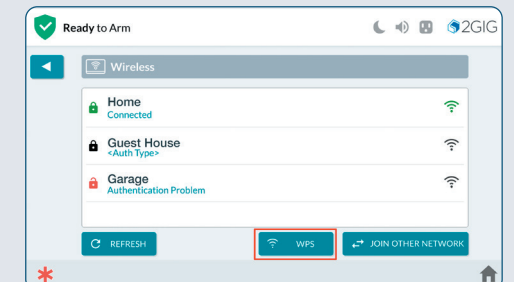 Ready to Arm
2GIG
Wireless
Home
Connected
Guest House
<Auth Type>
Garage
Authentication Problem
REFRESH
WPS
JOIN OTHER NETWORK